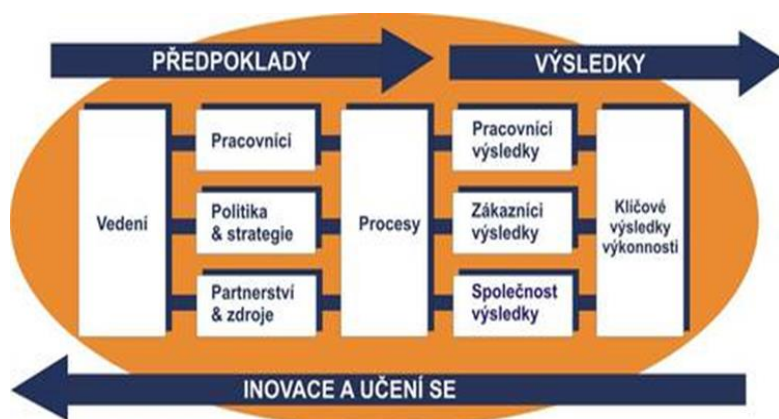 PŘEDPOKLADY
VÝSLEDKY
Vedení
Pracovníci
Politika
& strategie
Partnerství
& zdroje
Procesy
Pracovníci
výsledky
Zákazníci
výsledky
Společnost
výsledky
Klíčové
výsledky
výkonnosti
INOVACE A UČENÍ SE